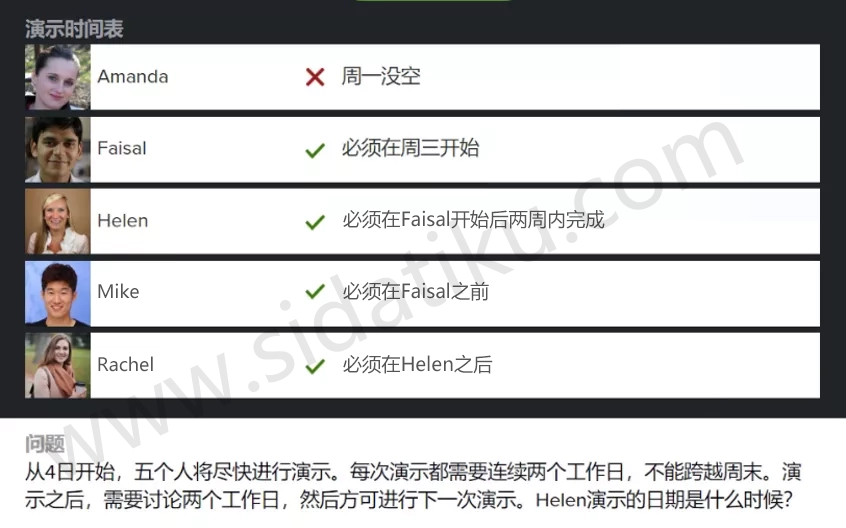 演示时间表
Amanda ✗ 周一没空
Faisal ✓ 必须在周三开始
Helen ✓ 必须在Faisal开始后两周内完成
Mike ✓ 必须在Faisal之前
Rachel ✓ 必须在Helen之后
www.sidatiku.com
问题
从4日开始，五个人将尽快进行演示。每次演示都需要连续两个工作日，不能跨越周末。演
示之后，需要讨论两个工作日，然后方可进行下一次演示。Helen演示的日期是什么时候？